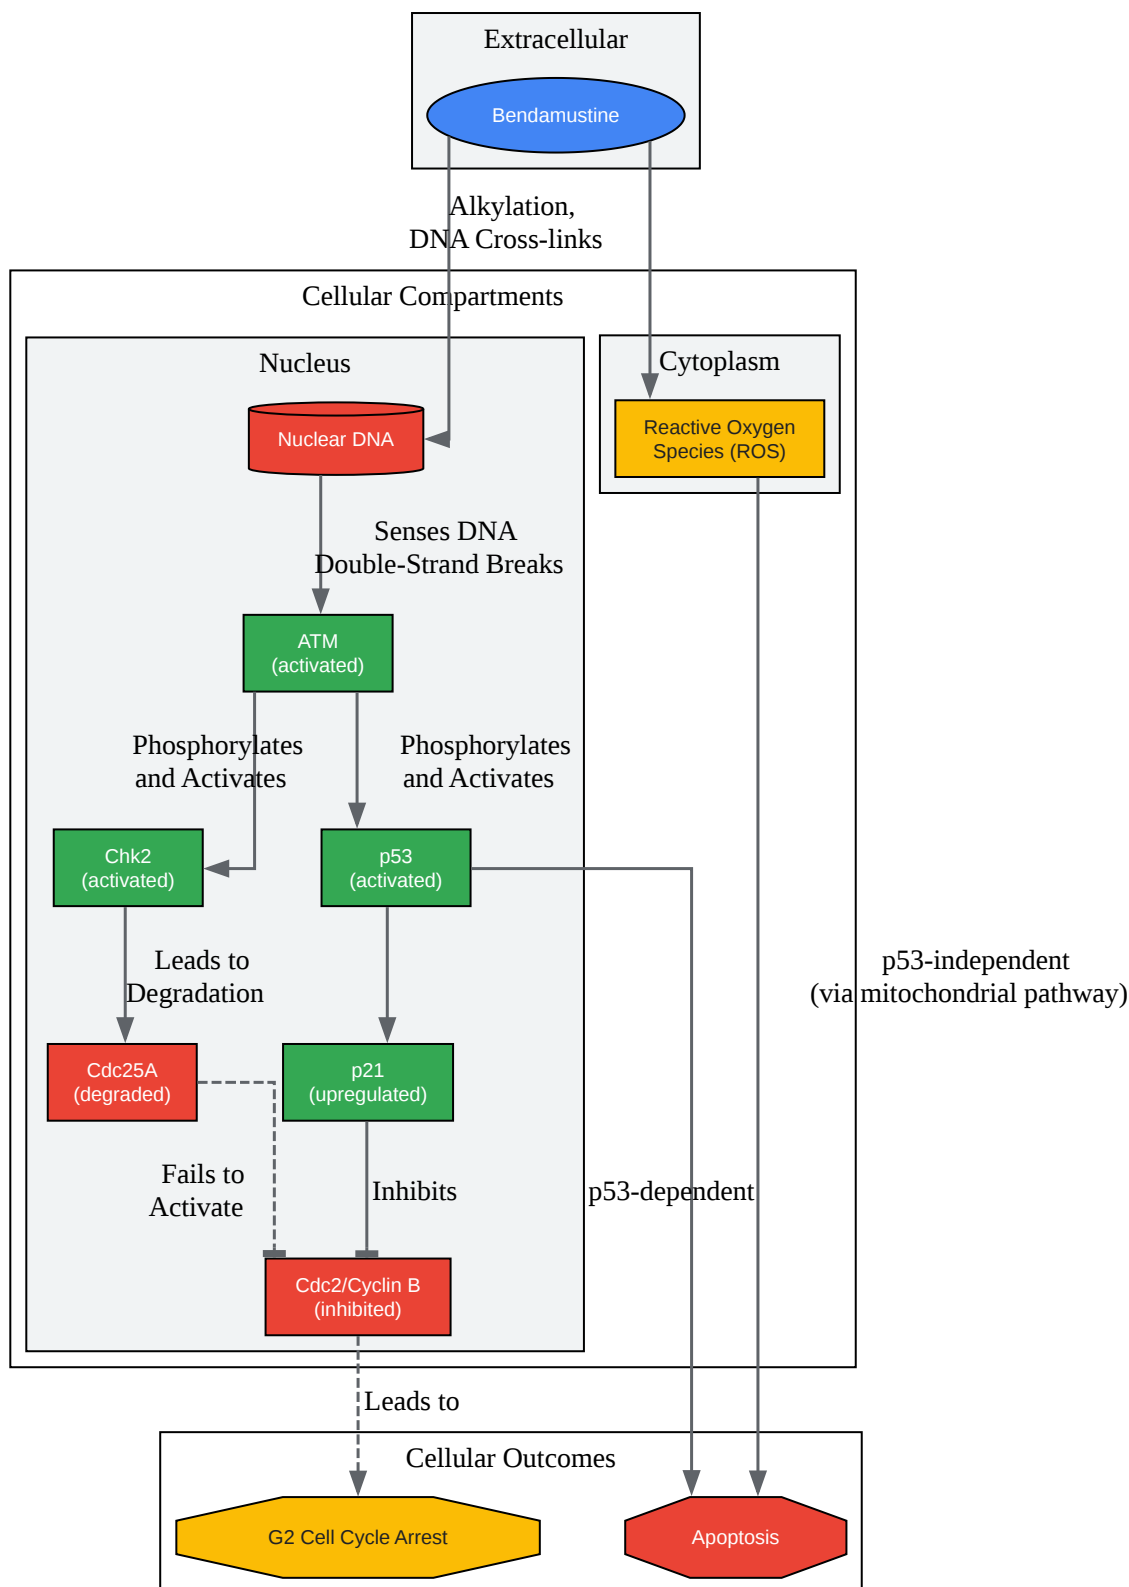 Extracellular
Bendamustine
Alkylation,
DNA Cross-links
Cellular Compartments
Nucleus
Cytoplasm
Nuclear DNA
Reactive Oxygen
Species (ROS)
Senses DNA
Double-Strand Breaks
ATM
(activated)
Phosphorylates
and Activates
Phosphorylates
and Activates
Chk2
(activated)
p53
(activated)
Leads to
Degradation
p53-independent
(via mitochondrial pathway)
Cdc25A
(degraded)
p21
(upregulated)
Fails to
Activate
Inhibits
p53-dependent
Cdc2/Cyclin B
(inhibited)
Leads to
Cellular Outcomes
G2 Cell Cycle Arrest
Apoptosis